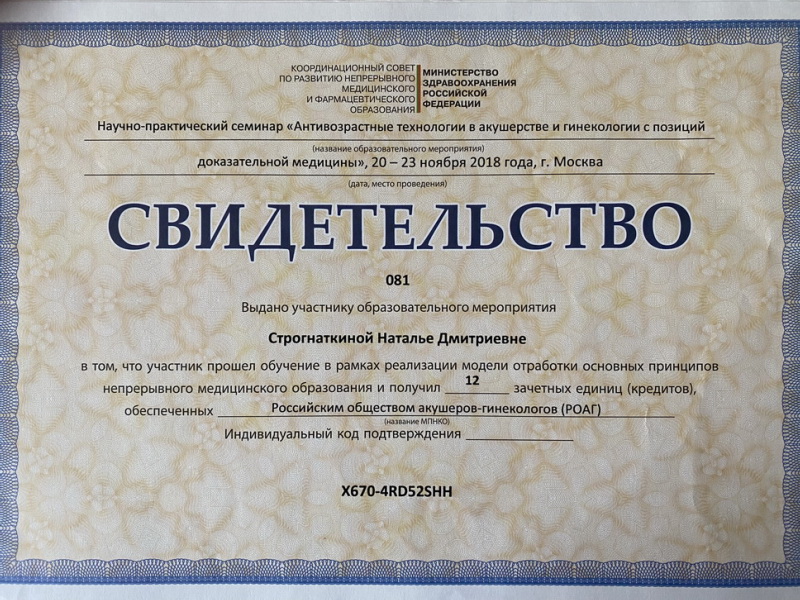 КООРДИНАЦИОННЫЙ СОВЕТ
ПО РАЗВИТИЮ НЕПРЕРЫВНОГО
МЕДИЦИНСКОГО
И ФАРМАЦЕВТИЧЕСКОГО
ОБРАЗОВАНИЯ
МИНИСТЕРСТВО
ЗДРАВООХРАНЕНИЯ
РОССИЙСКОЙ
ФЕДЕРАЦИИ
Научно-практический семинар «Антивозрастные технологии в акушерстве и гинекологии с позиций
(название образовательного мероприятия)
доказательной медицины», 20 – 23 ноября 2018 года, г. Москва
(дата, место проведения)
СВИДЕТЕЛЬСТВО
081
Выдано участнику образовательного мероприятия
Строгнаткиной Наталье Дмитриевне
в том, что участник прошел обучение в рамках реализации модели отработки основных принципов
непрерывного медицинского образования и получил 12 зачетных единиц (кредитов),
обеспеченных Российским обществом акушеров-гинекологов (РОАГ)
(название МПНКО)
Индивидуальный код подтверждения
X670-4RD52SHH